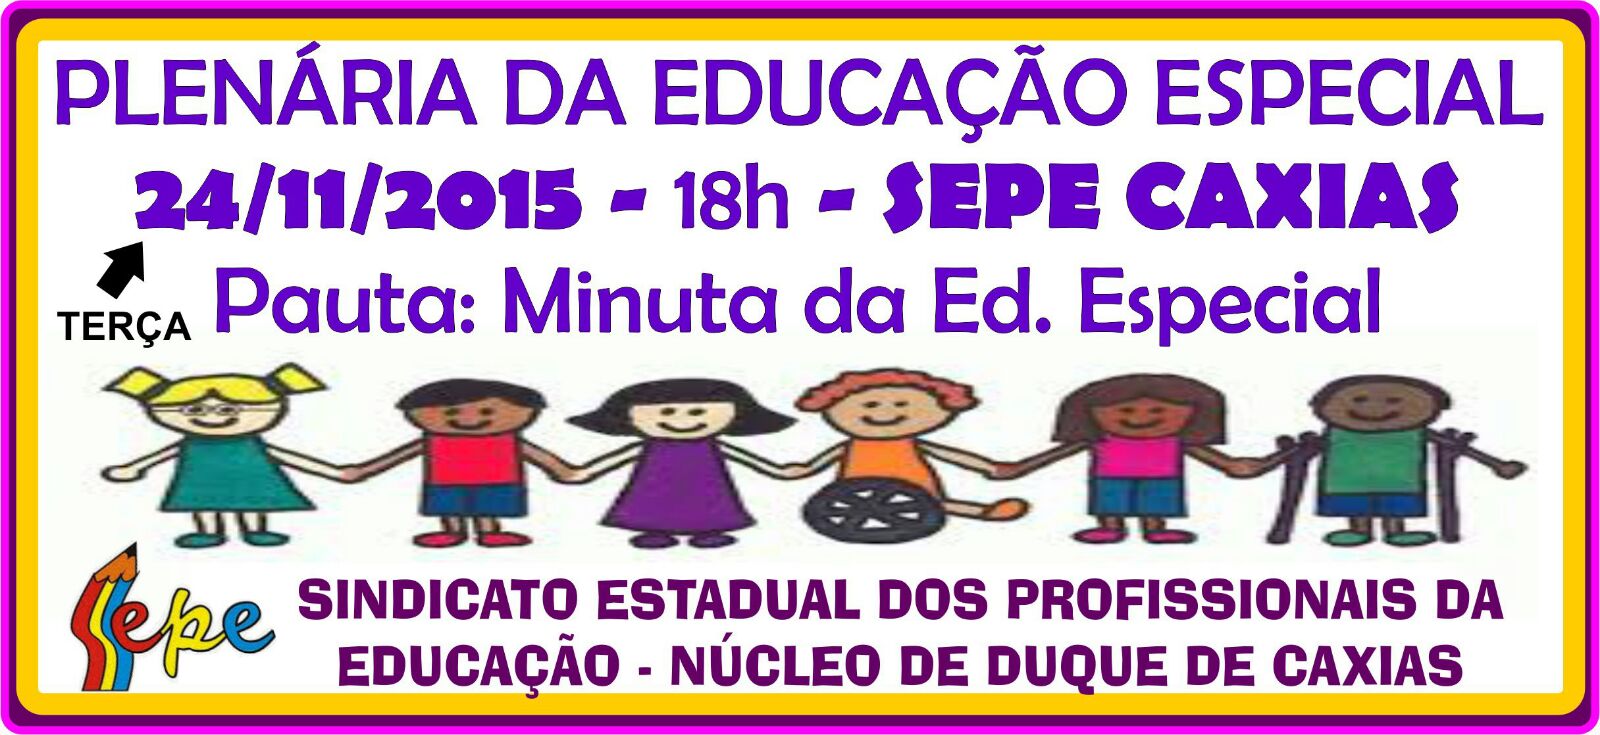 PLENÁRIA DA EDUCAÇÃO ESPECIAL
24/11/2015 - 18h - SEPE CAXIAS
TERÇA
Pauta: Minuta da Ed. Especial
Sepe
SINDICATO ESTADUAL DOS PROFISSIONAIS DA
EDUCAÇÃO - NÚCLEO DE DUQUE DE CAXIAS